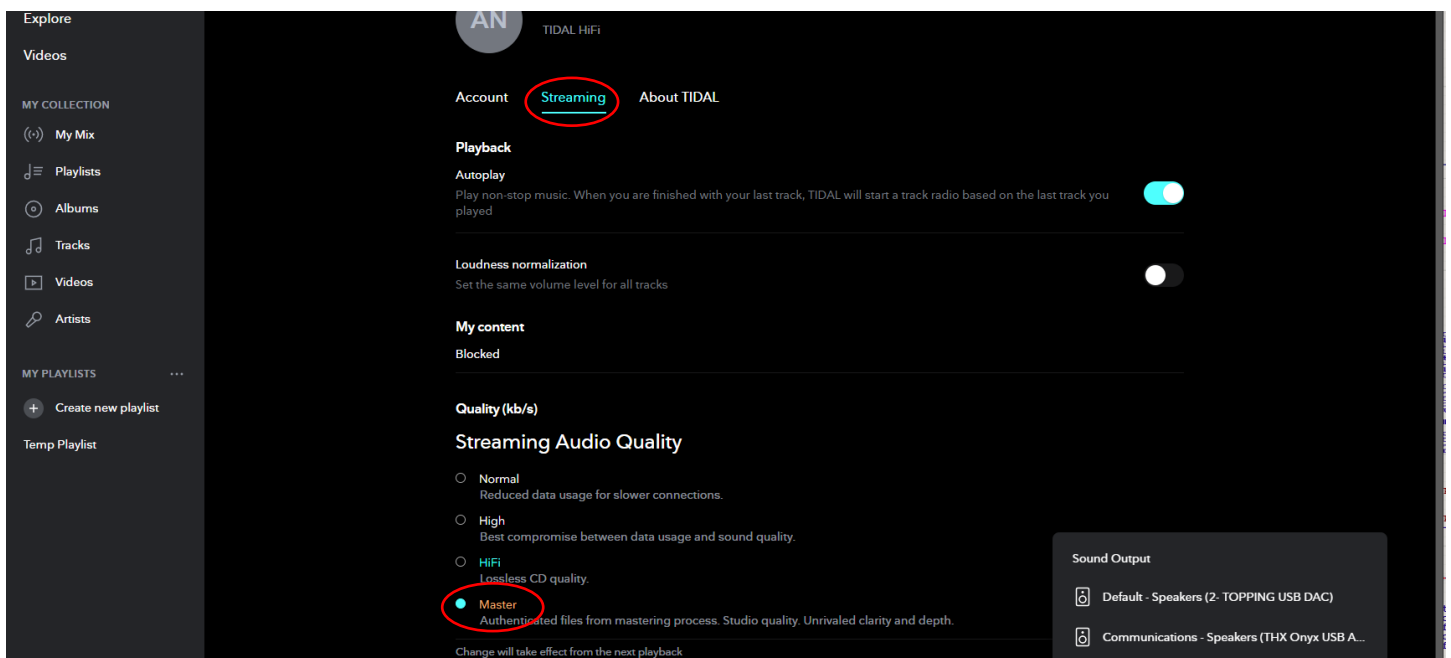 Explore
Videos
MY COLLECTION
My Mix
Playlists
Albums
Tracks
Videos
Artists
MY PLAYLISTS ...
Create new playlist
Temp Playlist
AN
TIDAL HiFi
Account Streaming About TIDAL
Playback
Autoplay
Play non-stop music. When you are finished with your last track, TIDAL will start a track radio based on the last track you
played
Loudness normalization
Set the same volume level for all tracks
My content
Blocked
Quality (kb/s)
Streaming Audio Quality
Normal
Reduced data usage for slower connections.
High
Best compromise between data usage and sound quality.
HiFi
Lossless CD quality.
Master
Authenticated files from mastering process. Studio quality. Unrivaled clarity and depth.
Change will take effect from the next playback
Sound Output
Default - Speakers (2- TOPPING USB DAC)
Communications - Speakers (THX Onyx USB A...